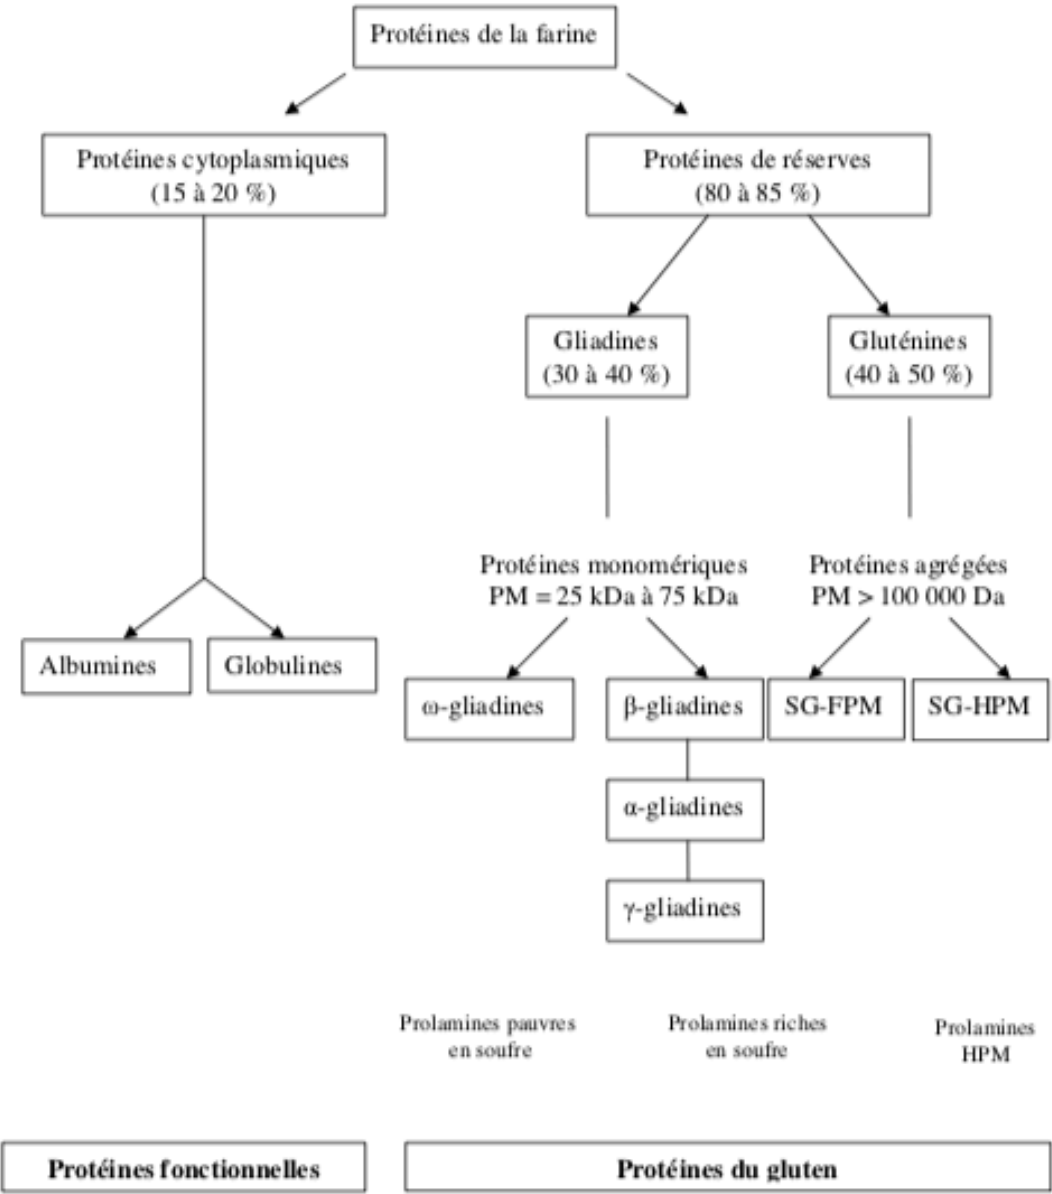 Protéines de la farine
Protéines cytoplasmiques
(15 à 20 %)
Protéines de réserves
(80 à 85 %)
Gliadines
(30 à 40 %)
Gluténines
(40 à 50 %)
Protéines monomériques
PM = 25 kDa à 75 kDa
Protéines agrégées
PM > 100 000 Da
Albumines
Globulines
ω-gliadines
β-gliadines
SG-FPM
SG-HPM
α-gliadines
γ-gliadines
Prolamines pauvres
en soufre
Prolamines riches
en soufre
Prolamines
HPM
Protéines fonctionnelles
Protéines du gluten